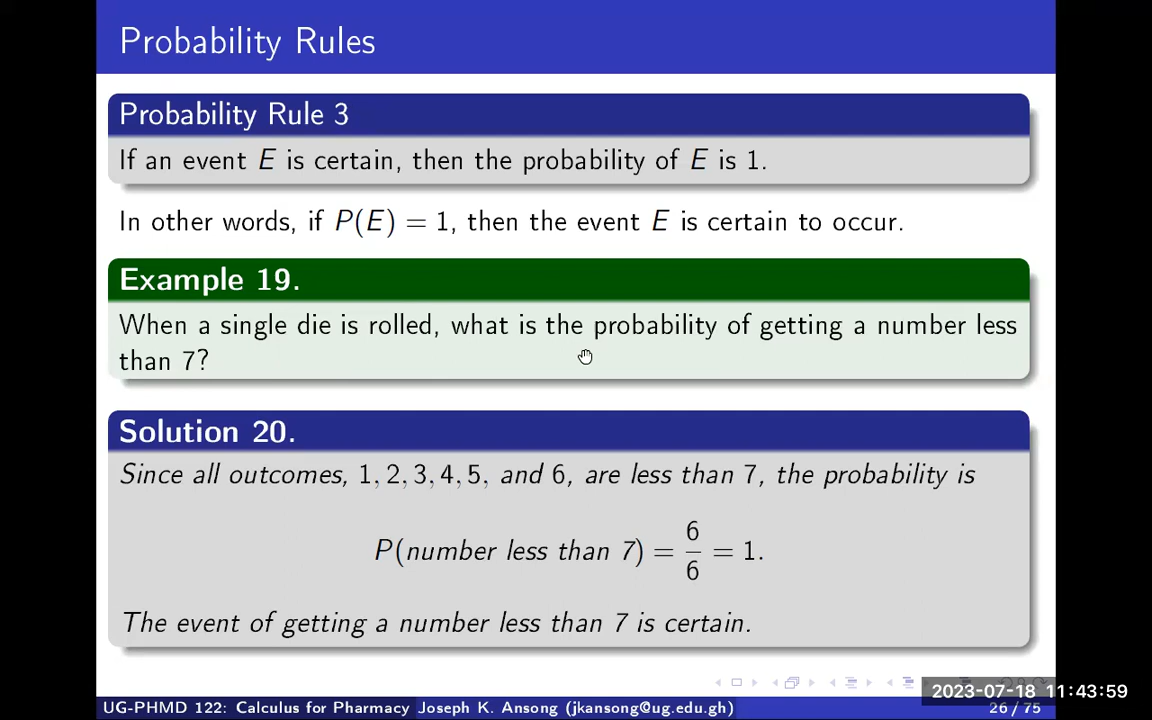 Probability Rules
Probability Rule 3
If an event E is certain, then the probability of E is 1.
In other words, if P(E) = 1, then the event E is certain to occur.
Example 19.
When a single die is rolled, what is the probability of getting a number less
than 7?
Solution 20.
Since all outcomes, 1, 2, 3, 4, 5, and 6, are less than 7, the probability is
P(number less than 7) = 6/6 = 1.
The event of getting a number less than 7 is certain.
2023-07-18 11:43:59
UG-PHMD 122: Calculus for Pharmacy Joseph K. Ansong (jkansong@ug.edu.gh) 26 / 75